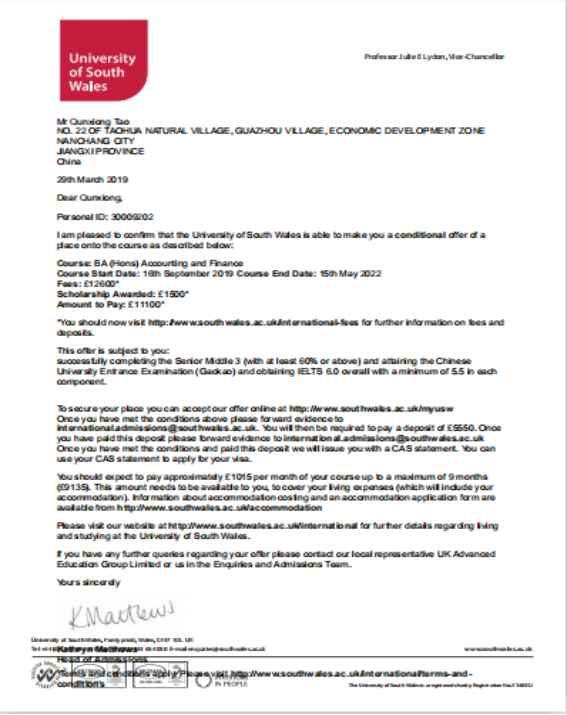 University
of South
Wales
Professor Julie E Lydon, Vice-Chancellor
Mr Qunxiong Tao
NO. 22 OF TAOHUA NATURAL VILLAGE, GUAZHOU VILLAGE, ECONOMIC DEVELOPMENT ZONE
NANCHANG CITY
JIANGXI PROVINCE
China
29th March 2019
Dear Qunxiong,
Personal ID: 30009202
I am pleased to confirm that the University of South Wales is able to make you a conditional offer of a
place onto the course as described below:
Course: BA (Hons) Accounting and Finance
Course Start Date: 16th September 2019 Course End Date: 15th May 2022
Fees: £12600*
Scholarship Awarded: £1500*
Amount to Pay: £11100*
*You should now visit http://www.southwales.ac.uk/international-fees for further information on fees and
deposits.
This offer is subject to you:
successfully completing the Senior Middle 3 (with at least 60% or above) and attaining the Chinese
University Entrance Examination (Gaokao) and obtaining IELTS 6.0 overall with a minimum of 5.5 in each
component.
To secure your place you can accept our offer online at http://www.southwales.ac.uk/myusw
Once you have met the conditions above please forward evidence to
international.admissions@southwales.ac.uk. You will then be required to pay a deposit of £5550. Once
you have paid this deposit please forward evidence to international.admissions@southwales.ac.uk
Once you have met the conditions and paid this deposit we will issue you with a CAS statement. You can
use your CAS statement to apply for your visa.
You should expect to pay approximately £1015 per month of your course up to a maximum of 9 months
(£9135). This amount needs to be available to you, to cover your living expenses (which will include your
accommodation). Information about accommodation costing and an accommodation application form are
available from http://www.southwales.ac.uk/accommodation
Please visit our website at http://www.southwales.ac.uk/international for further details regarding living
and studying at the University of South Wales.
If you have any further queries regarding your offer please contact our local representative UK Advanced
Education Group Limited or us in the Enquiries and Admissions Team.
Yours sincerely
K Matthews
University of South Wales, Pontypridd, Wales, CF37 1DL UK
Kathryn Matthews
www.southwales.ac.uk
Head of Admissions
*Terms and conditions apply Please visit http://www.southwales.ac.uk/international/terms-and-
conditions
IN PEOPLE
The University of South Wales is a registered charity. Registration No.